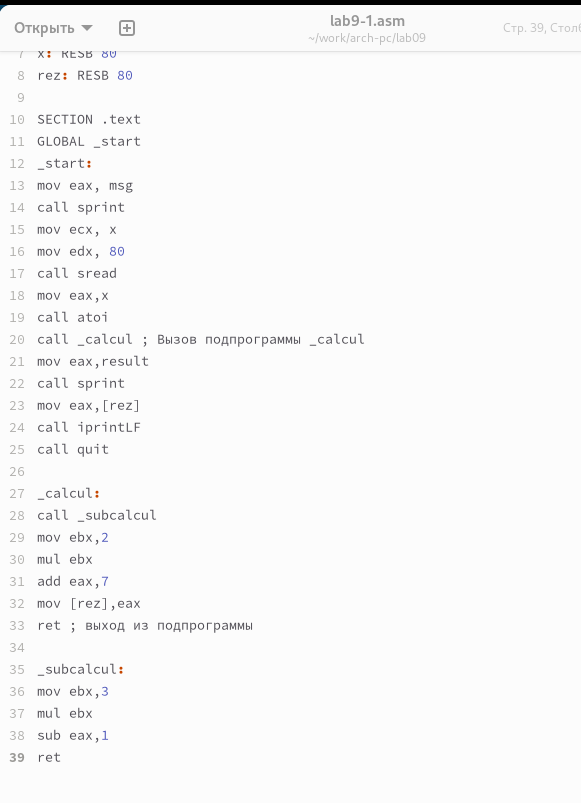 Открыть
lab9-1.asm
~/work/arch-pc/lab09
Стр. 39,
7 x: RESB 80
8 rez: RESB 80
9
10 SECTION .text
11 GLOBAL _start
12 _start:
13 mov eax, msg
14 call sprint
15 mov ecx, x
16 mov edx, 80
17 call sread
18 mov eax,x
19 call atoi
20 call _calcul ; Вызов подпрограммы _calcul
21 mov eax,result
22 call sprint
23 mov eax,[rez]
24 call iprintLF
25 call quit
26
27 _calcul:
28 call _subcalcul
29 mov ebx,2
30 mul ebx
31 add eax,7
32 mov [rez],eax
33 ret ; выход из подпрограммы
34
35 _subcalcul:
36 mov ebx,3
37 mul ebx
38 sub eax,1
39 ret